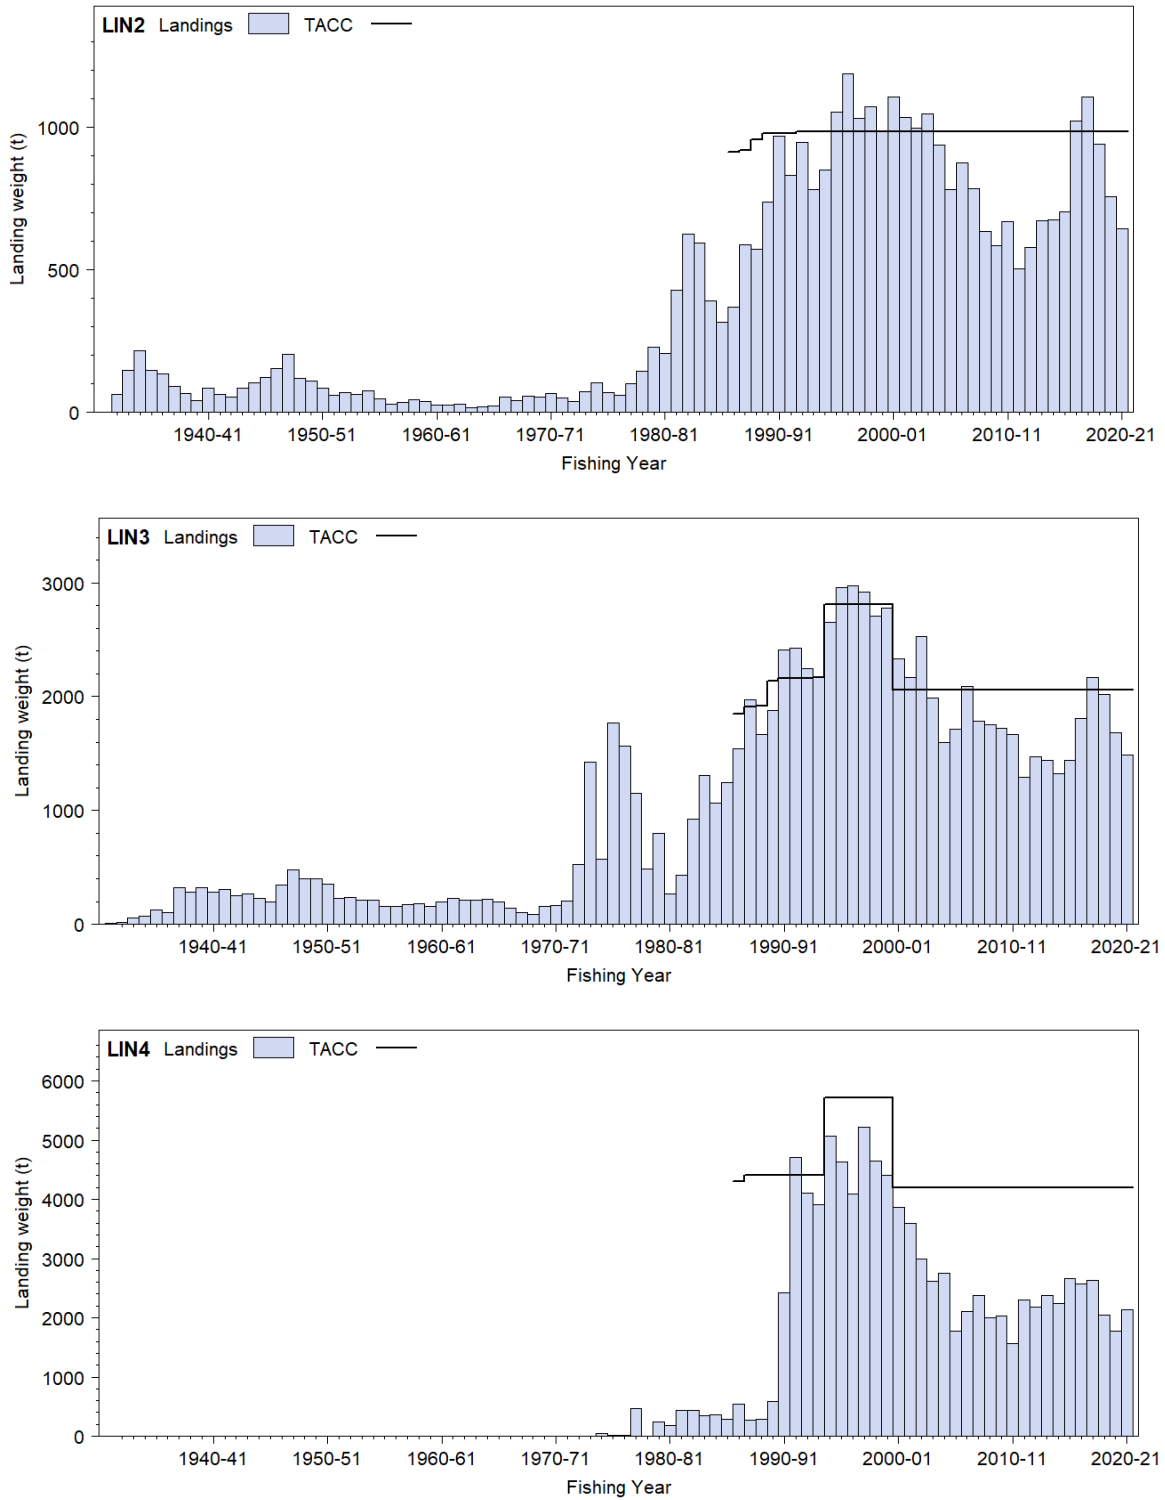 LIN2 Landings TACC
Landing weight (t)
1000
500
0
1940-41 1950-51 1960-61 1970-71 1980-81 1990-91 2000-01 2010-11 2020-21
Fishing Year
LIN3 Landings TACC
Landing weight (t)
3000
2000
1000
0
1940-41 1950-51 1960-61 1970-71 1980-81 1990-91 2000-01 2010-11 2020-21
Fishing Year
LIN4 Landings TACC
Landing weight (t)
6000
5000
4000
3000
2000
1000
0
1940-41 1950-51 1960-61 1970-71 1980-81 1990-91 2000-01 2010-11 2020-21
Fishing Year